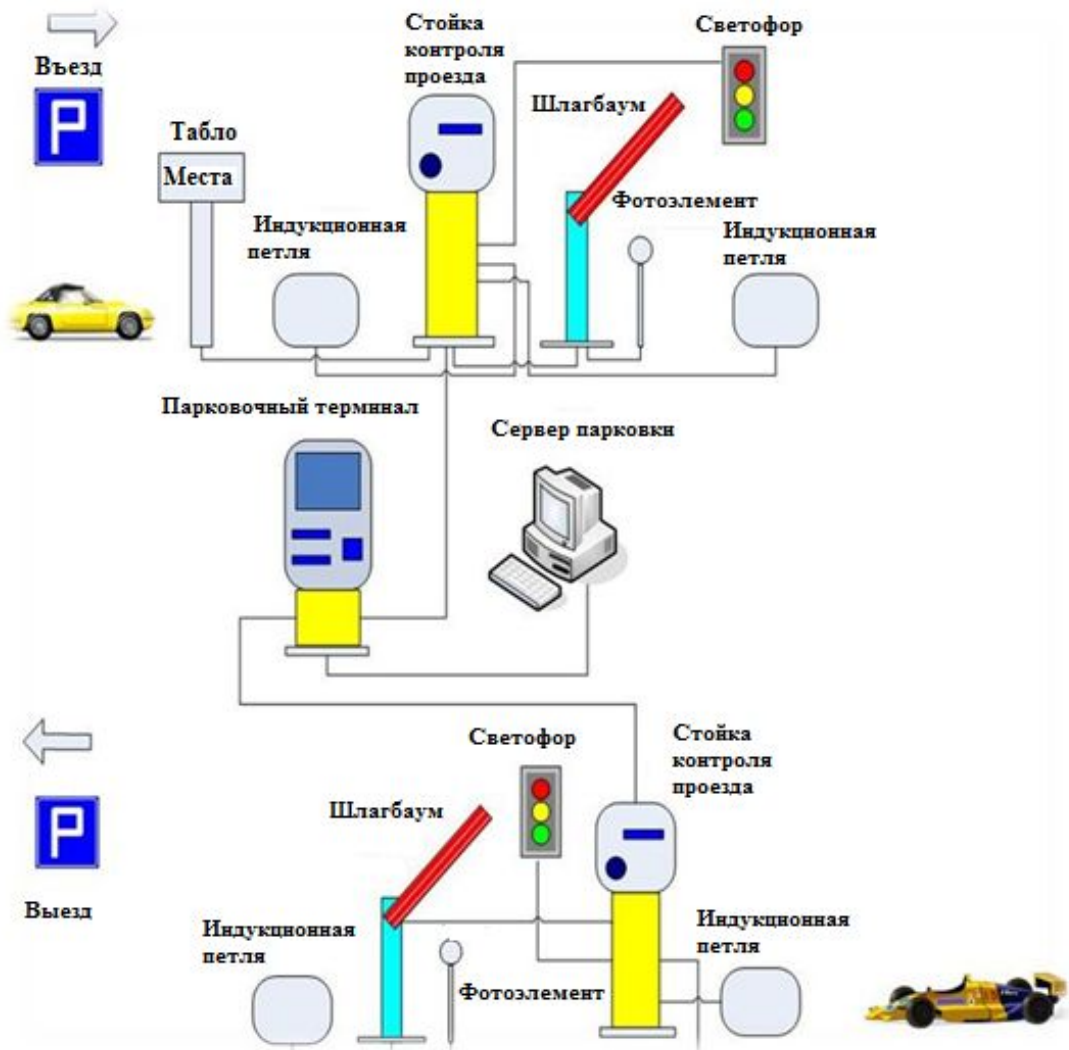 Въезд
P
Табло
Места
Индукционная
петля
Стойка
контроля
проезда
Шлагбаум
Светофор
Фотоэлемент
Индукционная
петля
Парковочный терминал
Сервер парковки
P
Выезд
Светофор
Стойка
контроля
проезда
Шлагбаум
Индукционная
петля
Фотоэлемент
Индукционная
петля